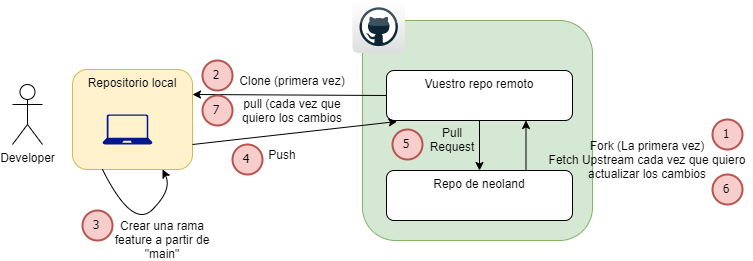 Developer
Repositorio local
2
Clone (primera vez)
7
pull (cada vez que
quiero los cambios
4
Push
3
Crear una rama
feature a partir de
"main"
Vuestro repo remoto
5
Pull
Request
Repo de neoland
1
Fork (La primera vez)
Fetch Upstream cada vez que quiero
actualizar los cambios
6